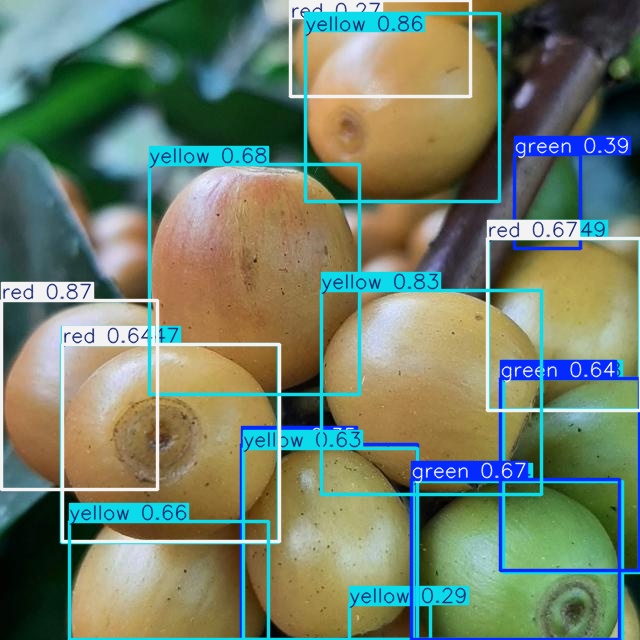 red 0.27
yellow 0.86
green 0.39
yellow 0.68
red 0.67
49
yellow 0.83
red 0.87
red 0.64
47
green 0.64
yellow 0.63
green 0.67
yellow 0.66
yellow 0.29